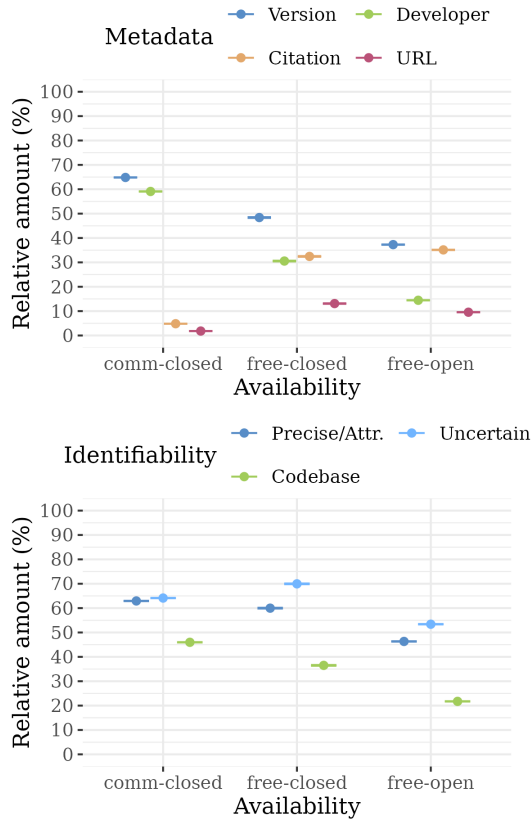 Metadata
Version
Developer
Citation
URL
Relative amount (%)
100
90
80
70
60
50
40
30
20
10
0
comm-closed free-closed free-open
Availability
Identifiability
Precise/Attr.
Uncertain
Codebase
Relative amount (%)
100
90
80
70
60
50
40
30
20
10
0
comm-closed free-closed free-open
Availability